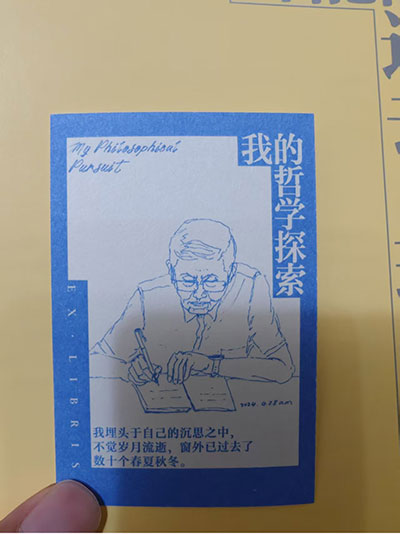 My Philosophical
Pursuit
我的哲学探索
EX·LIBRIS
我埋头于自己的沉思之中，
不觉岁月流逝，窗外已过去了
数十个春夏秋冬。